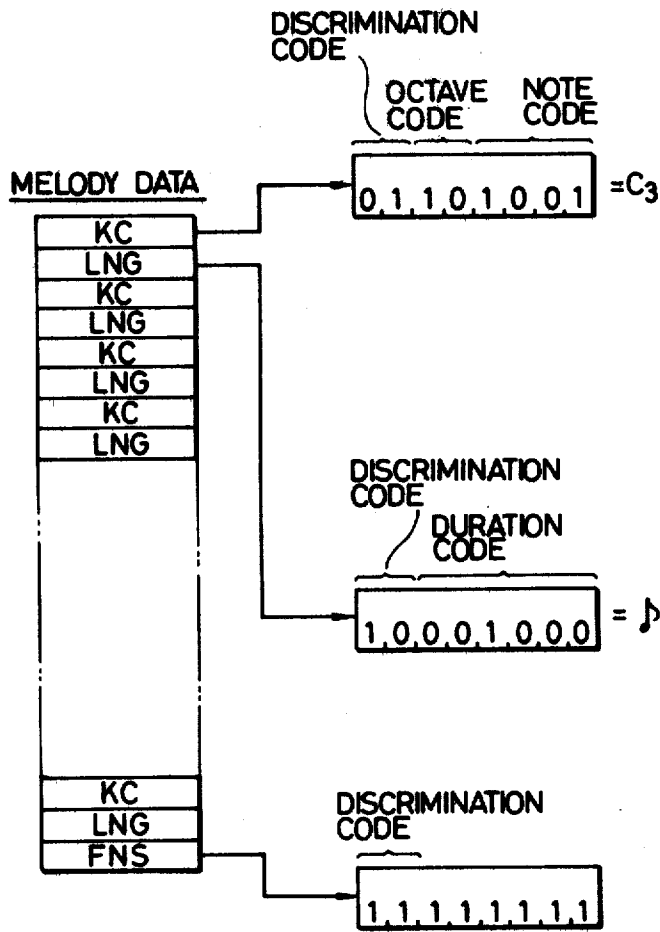 DISCRIMINATION
CODE
OCTAVE
CODE
NOTE
CODE
0 1 1 0 1 0 0 1 =C3
MELODY DATA
KC
LNG
KC
LNG
KC
LNG
KC
LNG
DISCRIMINATION
CODE
DURATION
CODE
1 0 0 0 1 0 0 0 = ♪
KC
LNG
FNS
DISCRIMINATION
CODE
1 1 1 1 1 1 1 1